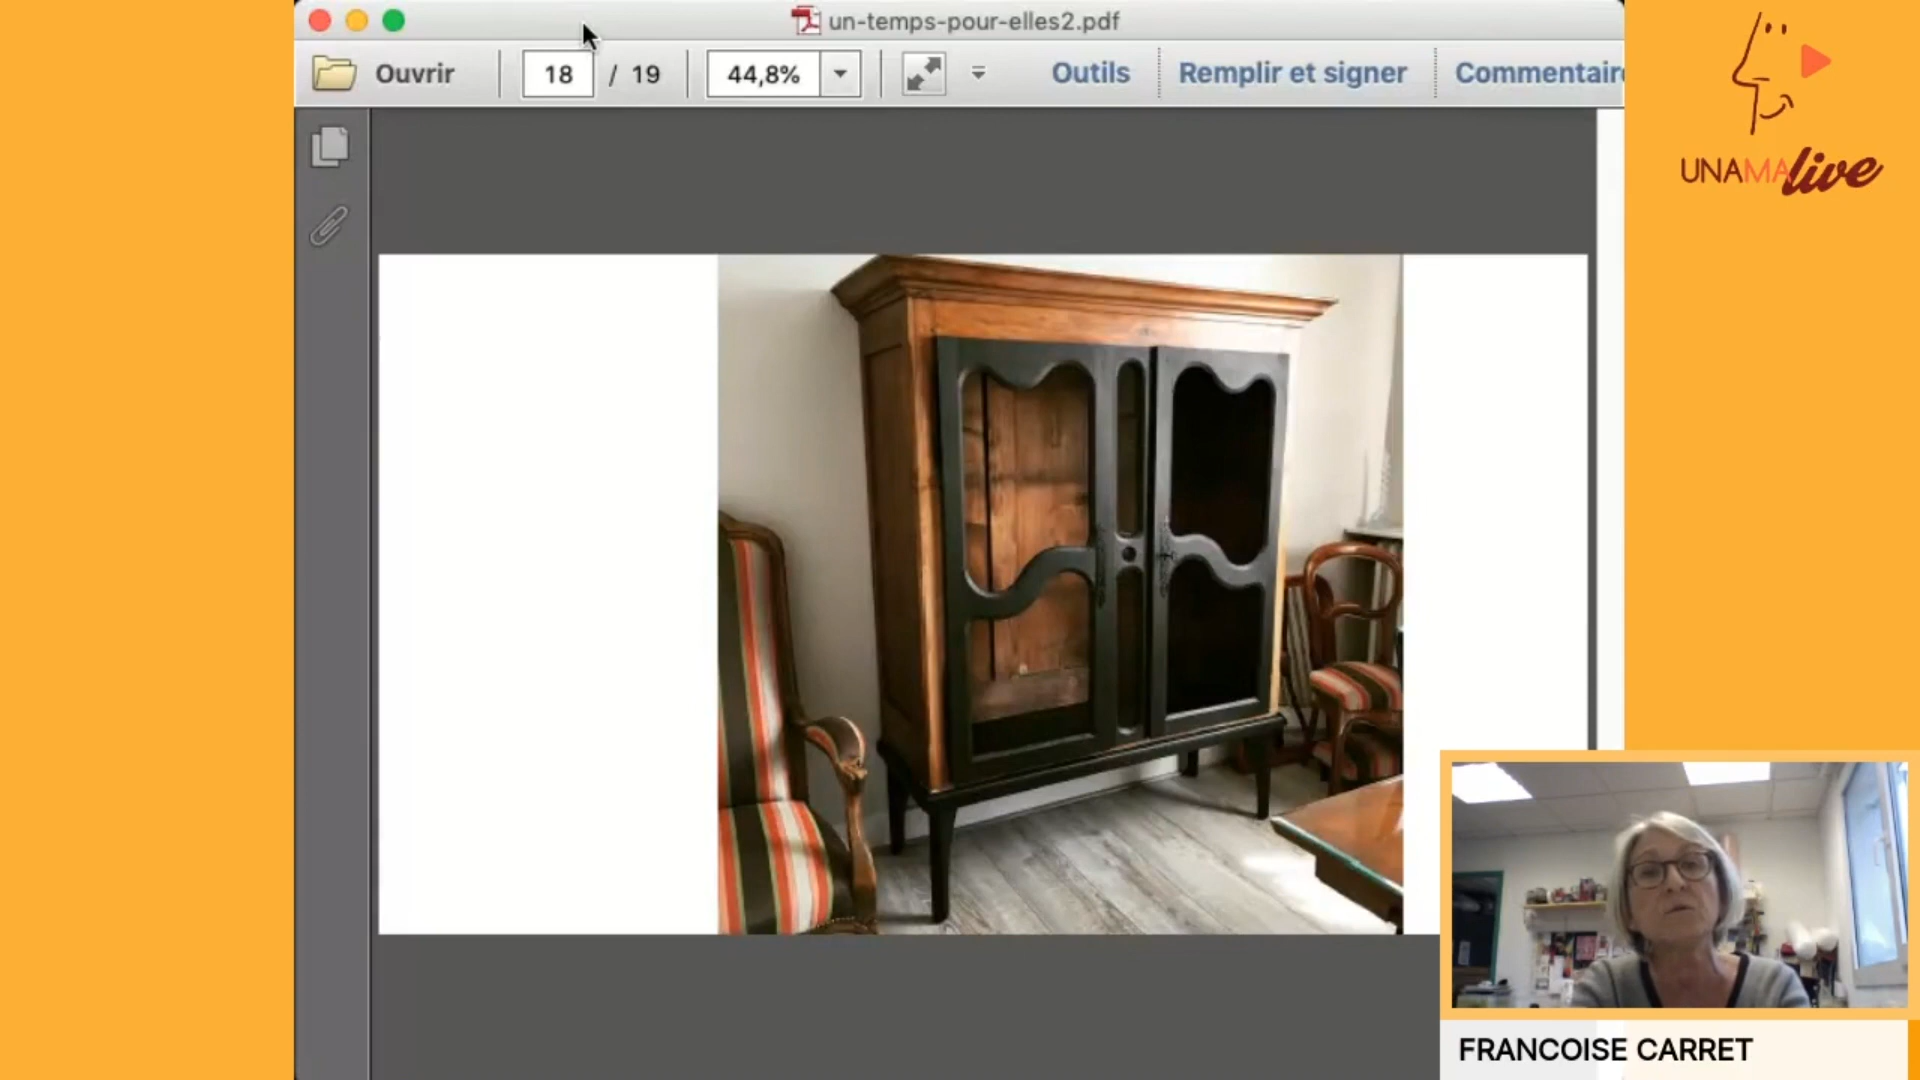 un-temps-pour-elles2.pdf
Ouvrir 18 / 19 44,8% Outils Remplir et signer Commentair
UNAMAlive
FRANCOISE CARRET